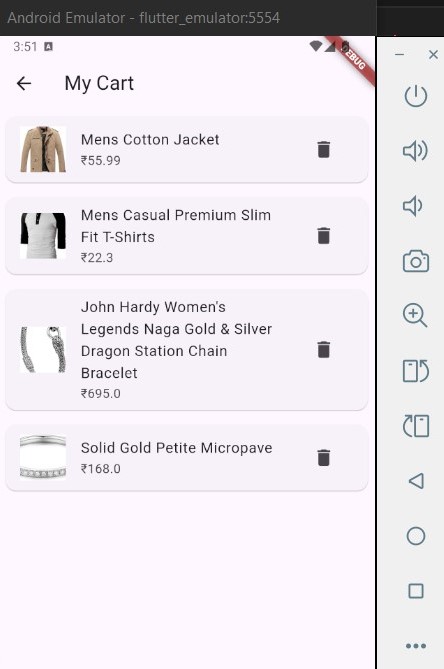 Android Emulator - flutter_emulator:5554
3:51 A
My Cart
Mens Cotton Jacket
₹55.99
Mens Casual Premium Slim
Fit T-Shirts
₹22.3
John Hardy Women's
Legends Naga Gold & Silver
Dragon Station Chain
Bracelet
₹695.0
Solid Gold Petite Micropave
₹168.0